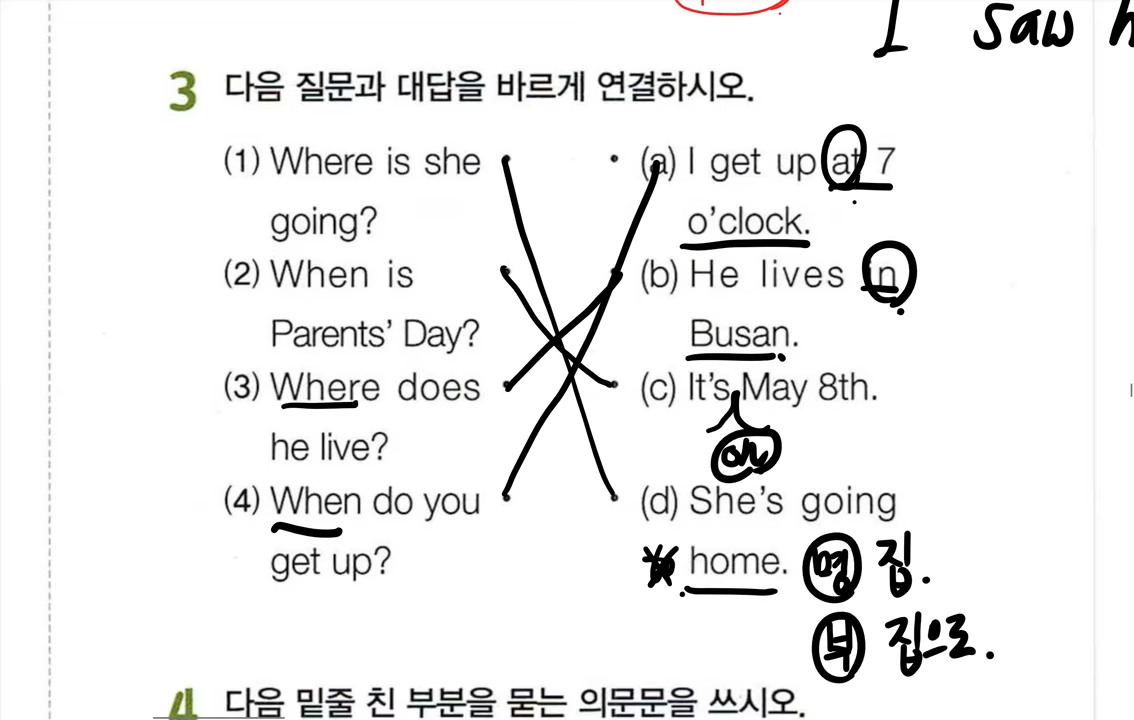 I saw
3 다음 질문과 대답을 바르게 연결하시오.
(1) Where is she
going?
(2) When is
Parents' Day?
(3) Where does
he live?
(4) When do you
get up?
(a) I get up at 7
o'clock.
(b) He lives in
Busan.
(c) It's May 8th.
on
(d) She's going
home. 명 집.
부 집으로.
4 다음 밑줄 친 부분을 묻는 의문문을 쓰시오.